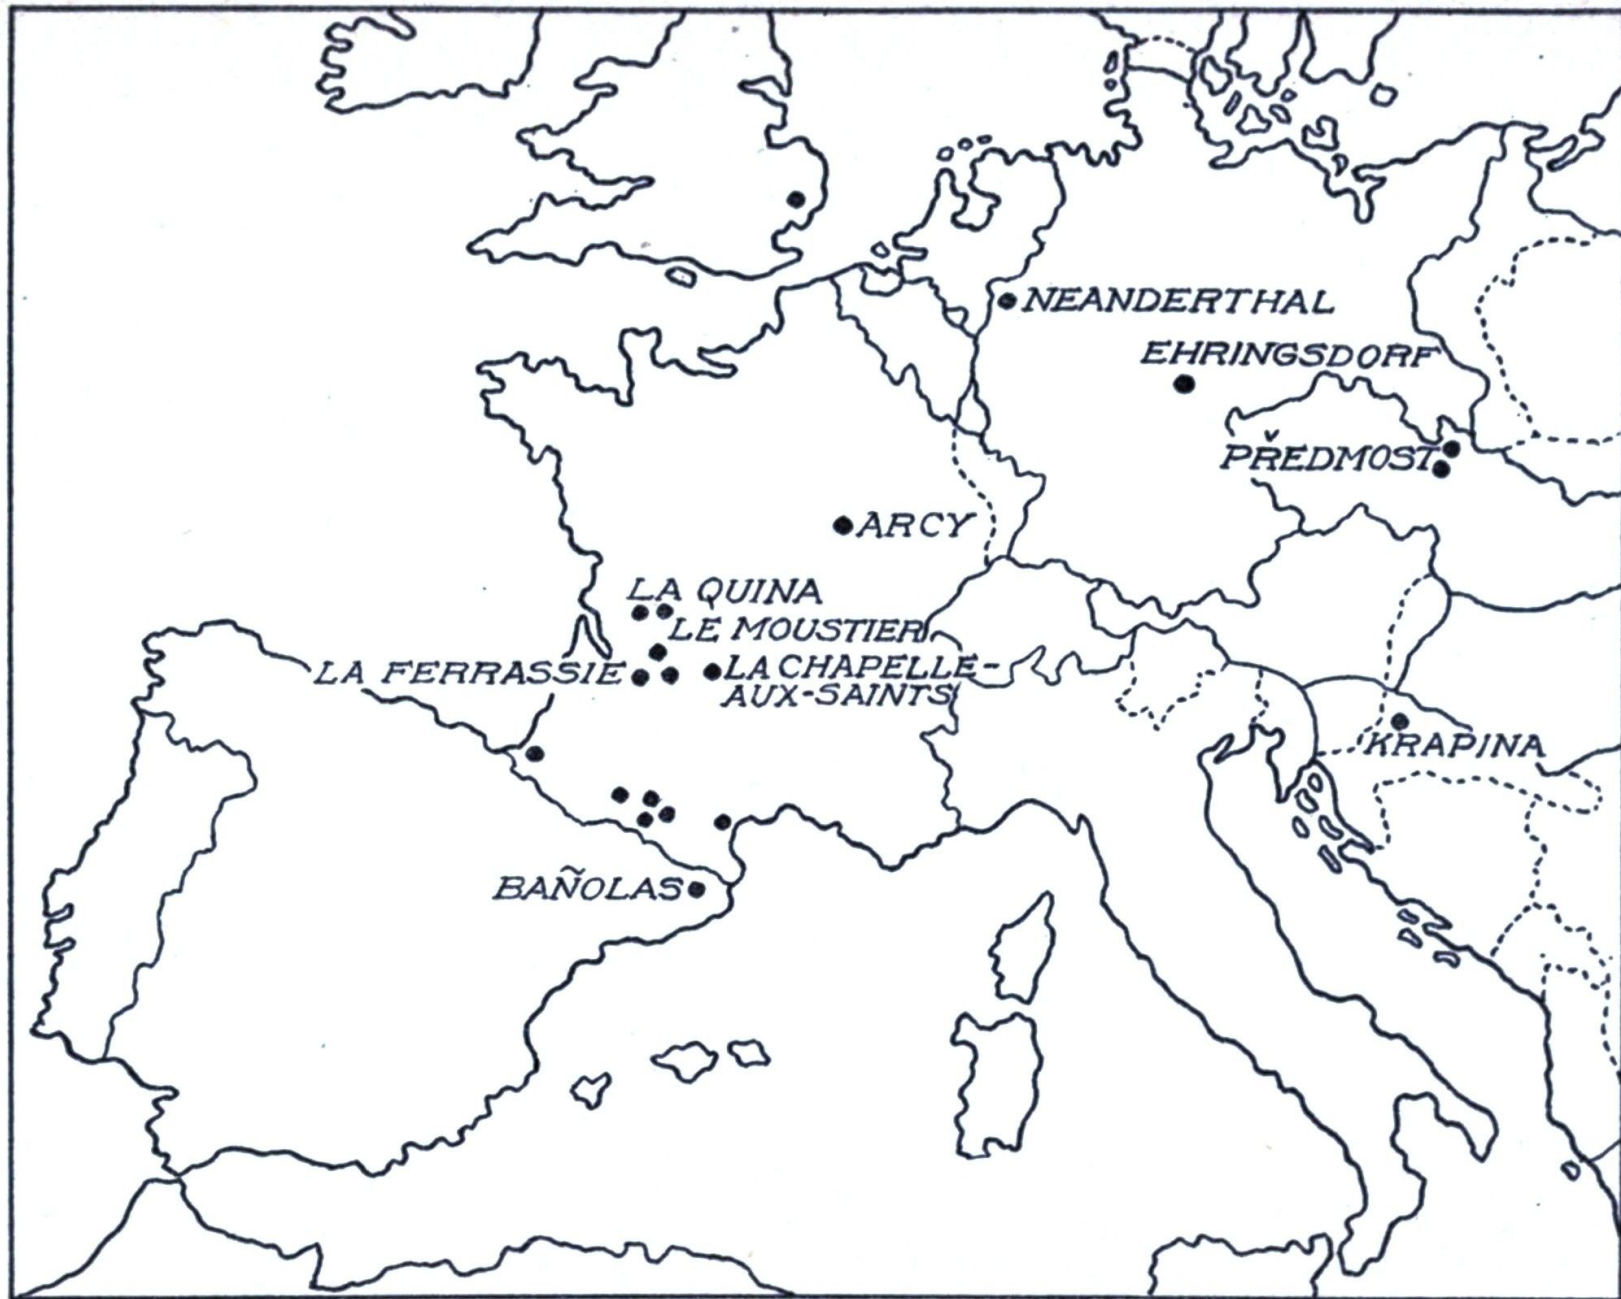 NEANDERTHAL
EHRINGSDORF
PŘEDMOST
ARCY
LA QUINA
LE MOUSTIER
LA FERRASSIE
LA CHAPELLE-
AUX-SAINTS
KRAPINA
BAÑOLAS